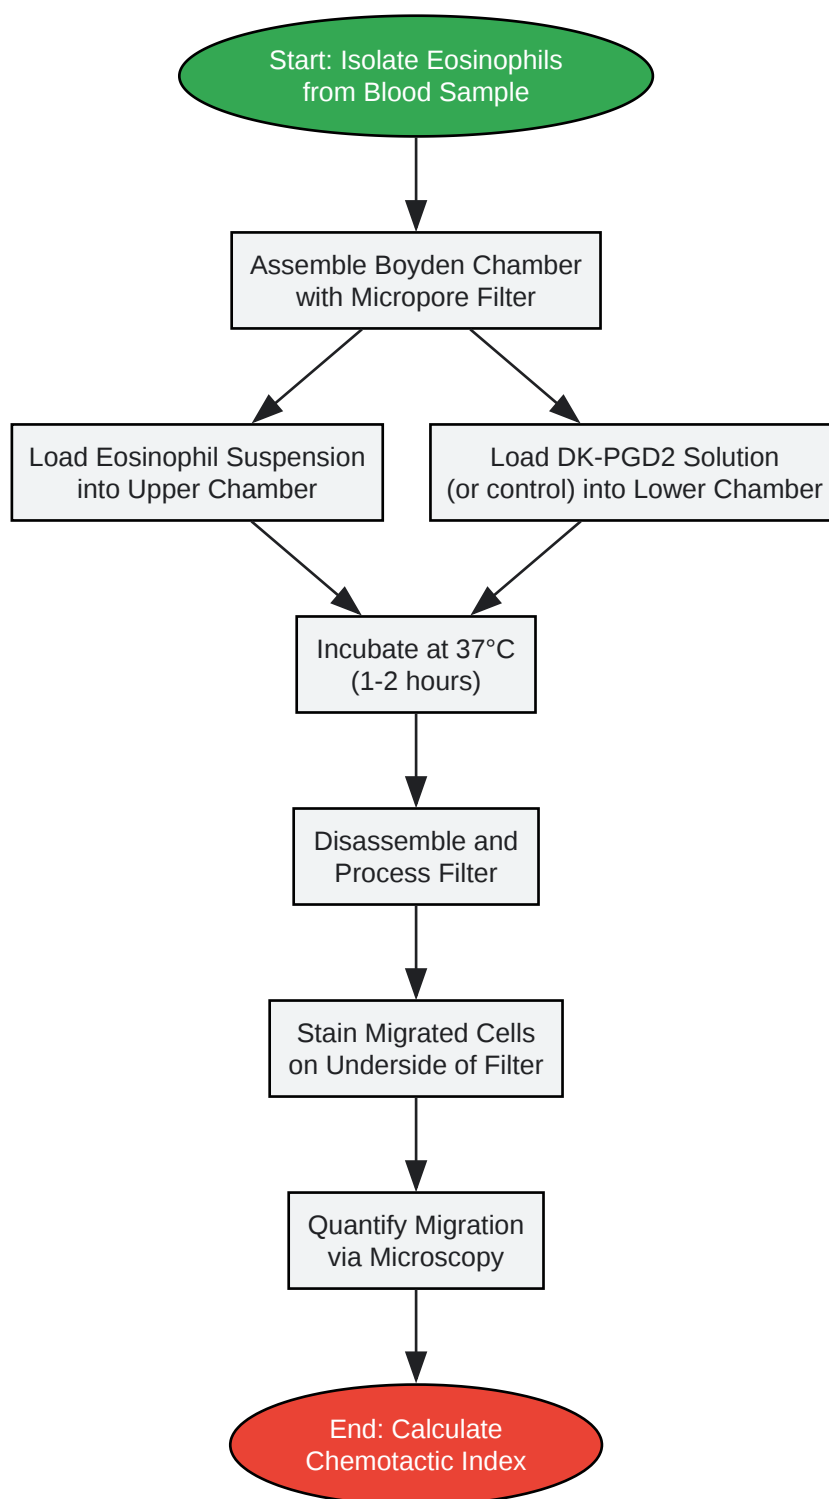 Start: Isolate Eosinophils
from Blood Sample
Assemble Boyden Chamber
with Micropore Filter
Load Eosinophil Suspension
into Upper Chamber
Load DK-PGD2 Solution
(or control) into Lower Chamber
Incubate at 37°C
(1-2 hours)
Disassemble and
Process Filter
Stain Migrated Cells
on Underside of Filter
Quantify Migration
via Microscopy
End: Calculate
Chemotactic Index